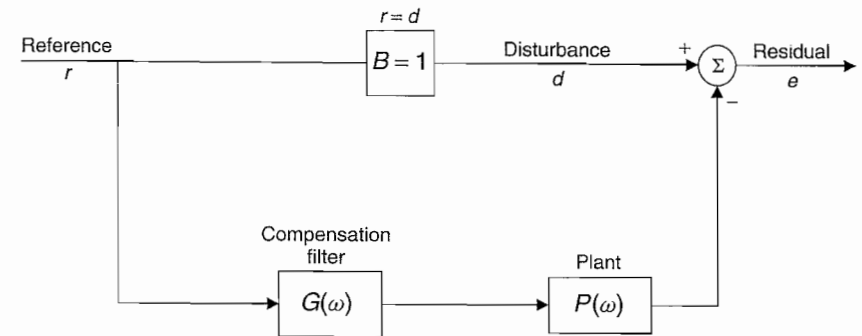 r = d
Reference
r
B = 1
Disturbance
d
+
Σ
Residual
e
−
Compensation
filter
G(ω)
Plant
P(ω)